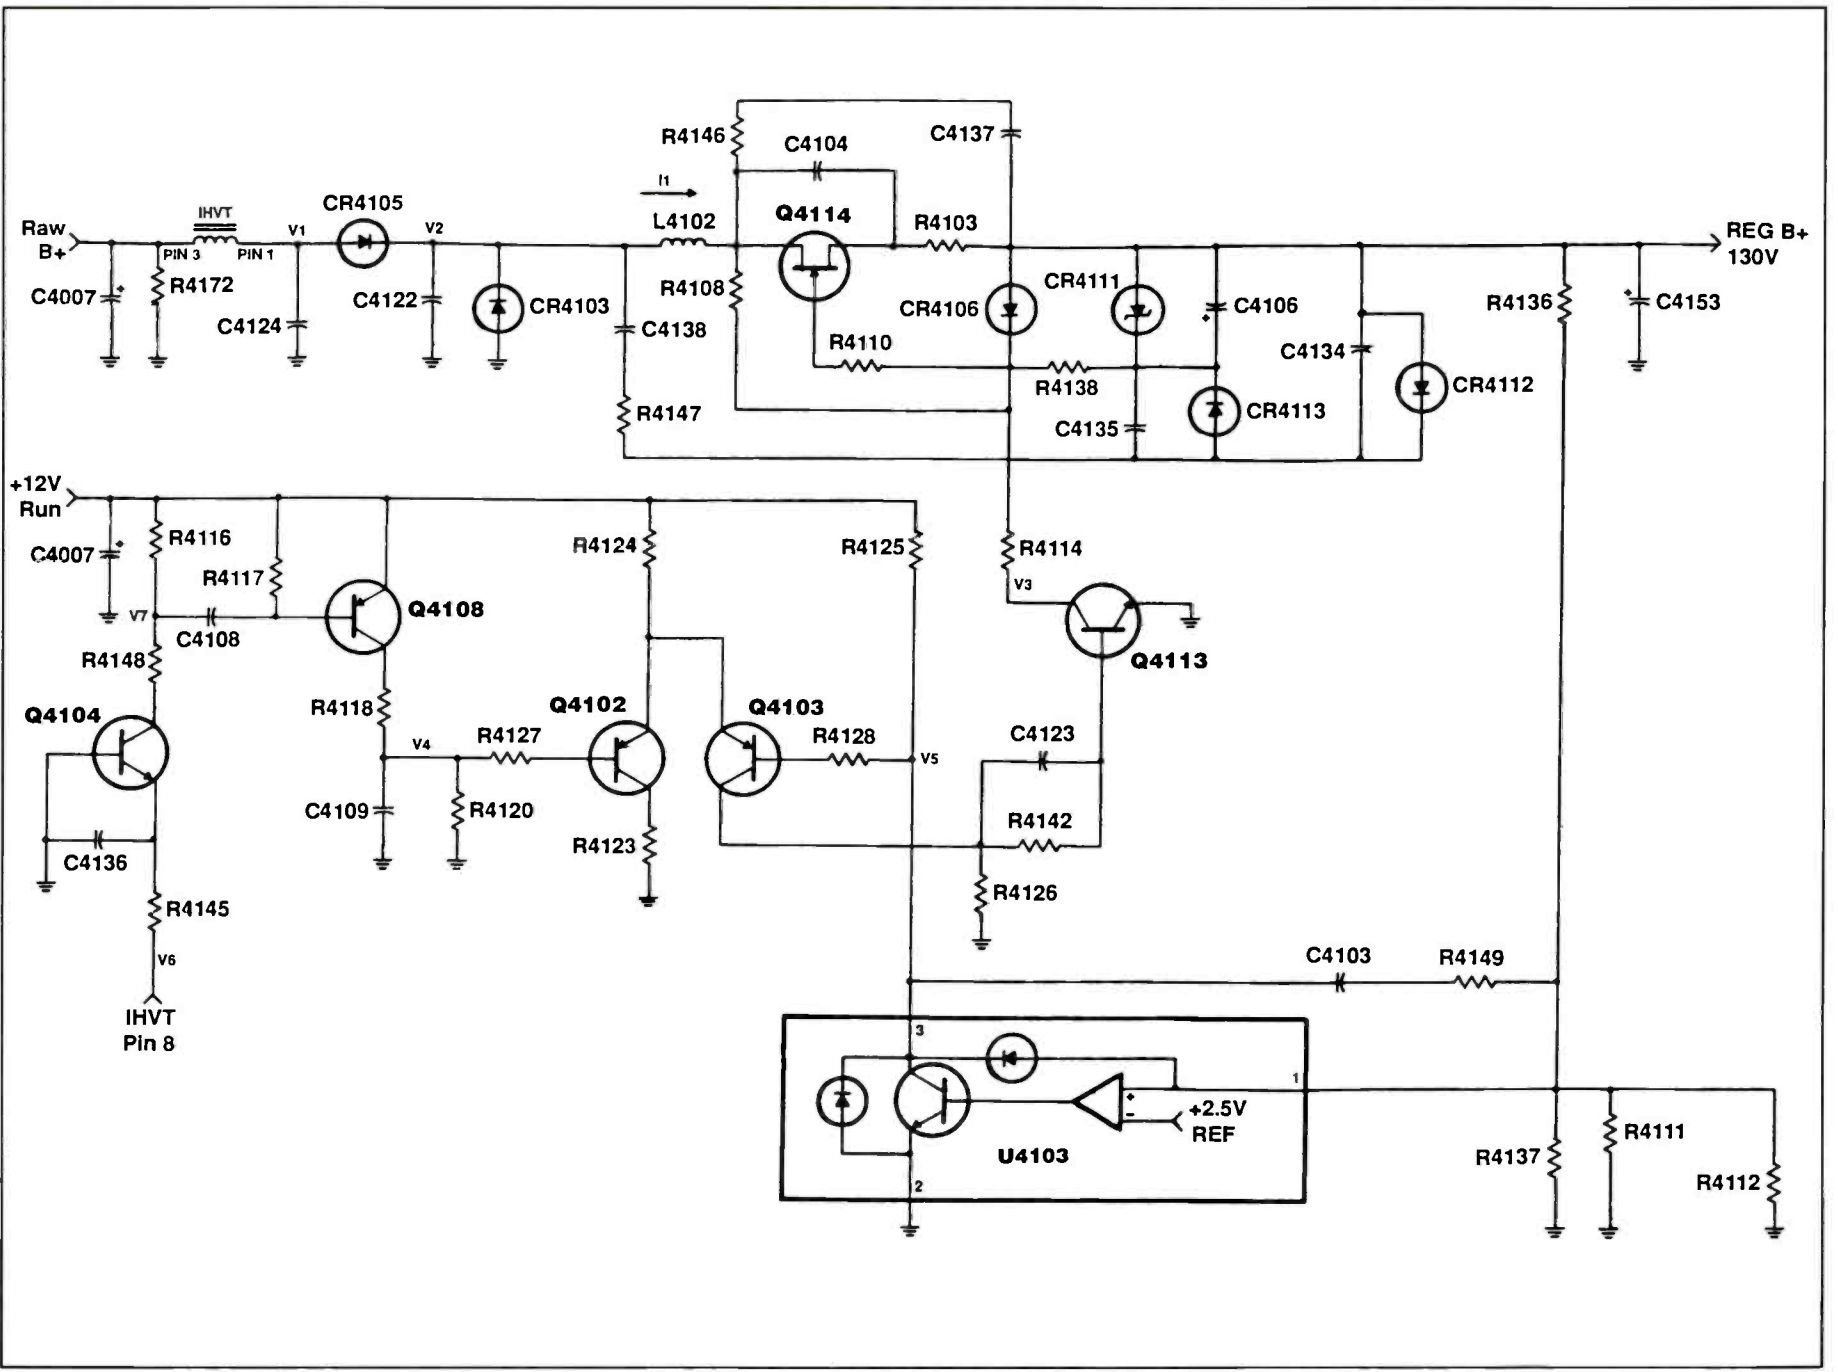 R4146
C4104
C4137
I1
IHVT
CR4105
L4102
Q4114
R4103
Raw
B+
PIN 3
PIN 1
V1
V2
REG B+
130V
C4007
+
R4172
C4124
C4122
CR4103
R4108
C4138
CR4106
CR4111
C4106
+
R4136
+
C4153
R4110
R4138
C4134
CR4112
R4147
C4135
CR4113
+12V
Run
C4007
+
R4116
R4117
Q4108
V7
C4108
R4124
R4125
R4114
V3
Q4113
R4148
Q4104
R4118
Q4102
Q4103
V4
R4127
R4128
V5
C4123
C4109
R4120
R4123
R4142
C4136
R4126
R4145
V6
IHVT
Pin 8
C4103
R4149
3
1
+
-
+2.5V
REF
U4103
2
R4137
R4111
R4112